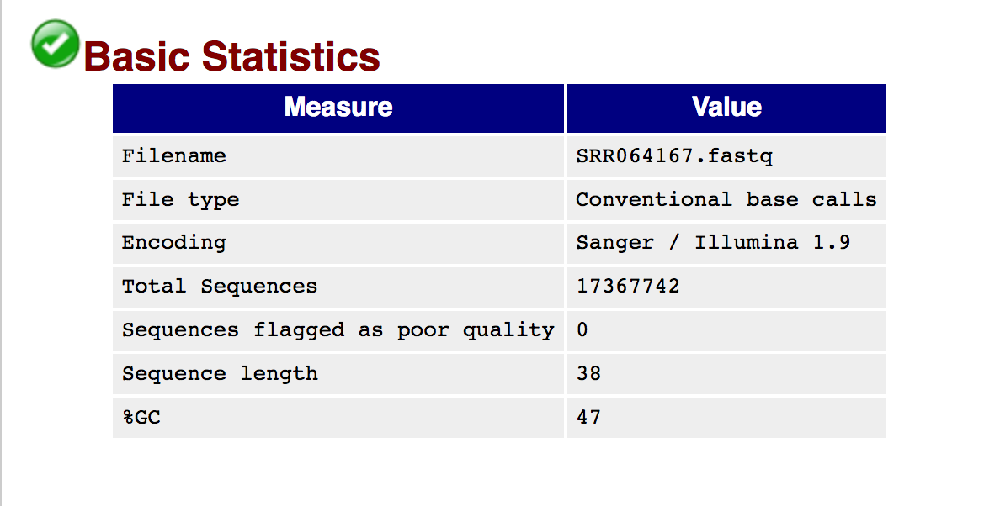 Basic Statistics
Measure Value
Filename SRR064167.fastq
File type Conventional base calls
Encoding Sanger / Illumina 1.9
Total Sequences 17367742
Sequences flagged as poor quality 0
Sequence length 38
%GC 47